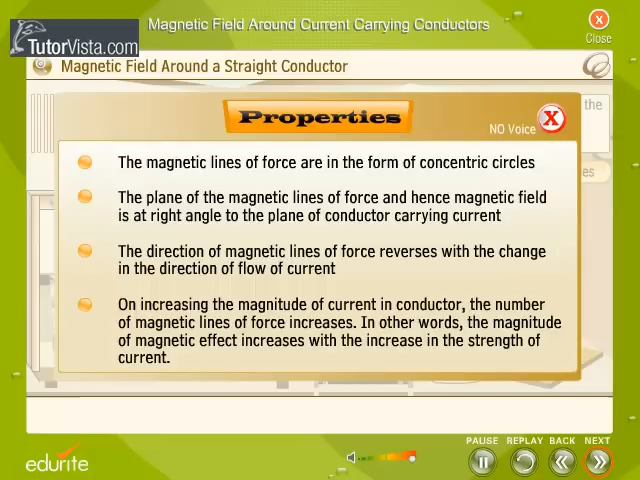 Magnetic Field Around Current Carrying Conductors
X
Close
TutorVista.com
Magnetic Field Around a Straight Conductor
the
Properties
NO Voice
X
The magnetic lines of force are in the form of concentric circles
The plane of the magnetic lines of force and hence magnetic field
is at right angle to the plane of conductor carrying current
es
The direction of magnetic lines of force reverses with the change
in the direction of flow of current
On increasing the magnitude of current in conductor, the number
of magnetic lines of force increases. In other words, the magnitude
of magnetic effect increases with the increase in the strength of
current.
PAUSE REPLAY BACK NEXT
edurite